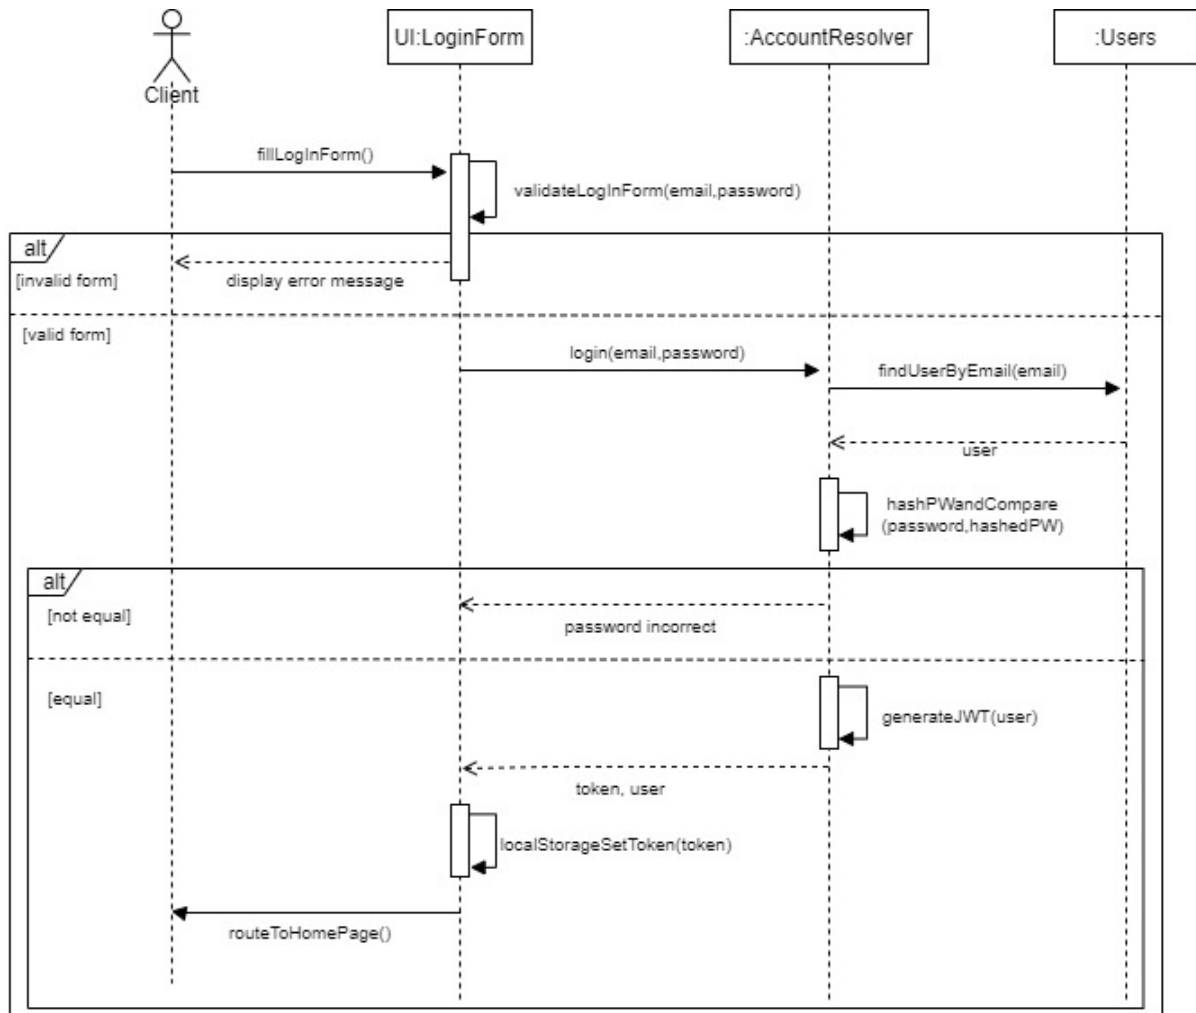 UI:LoginForm
:AccountResolver
:Users
Client
fillLogInForm()
validateLogInForm(email,password)
alt
[invalid form]
display error message
[valid form]
login(email,password)
findUserByEmail(email)
user
hashPWandCompare
(password,hashedPW)
alt
[not equal]
password incorrect
[equal]
generateJWT(user)
token, user
localStorageSetToken(token)
routeToHomePage()